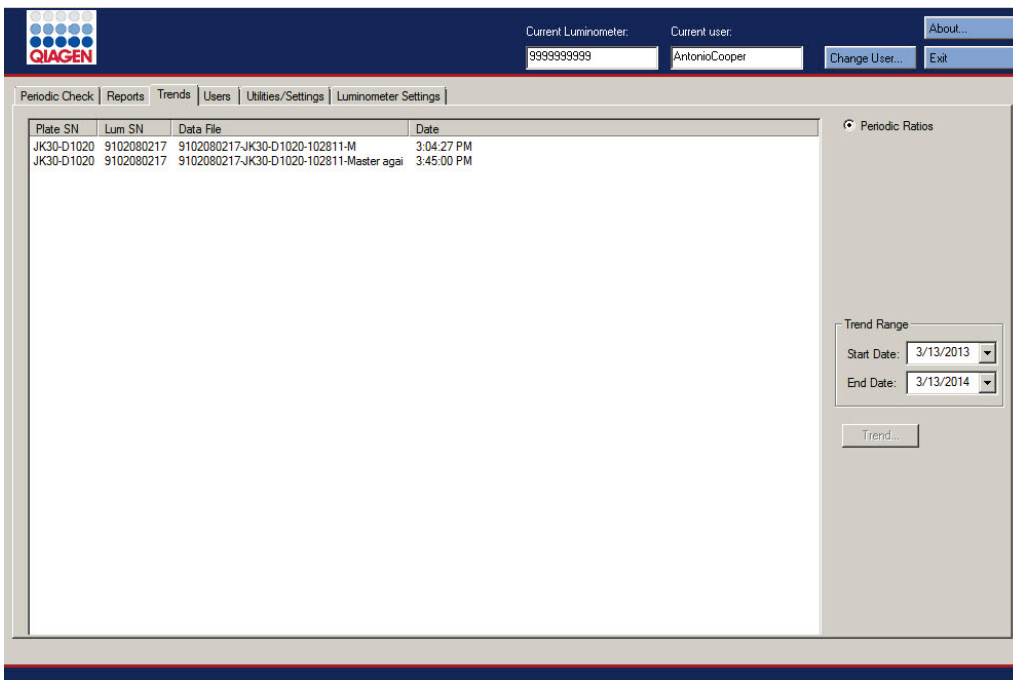 QIAGEN
Current Luminometer: Current user: About...
9999999999 AntonioCooper Change User... Exit
Periodic Check Reports Trends Users Utilities/Settings Luminometer Settings
Plate SN Lum SN Data File Date
JK30-D1020 9102080217 9102080217-JK30-D1020-102811-M 3:04:27 PM
JK30-D1020 9102080217 9102080217-JK30-D1020-102811-Master agai 3:45:00 PM
Periodic Ratios
Trend Range
Start Date: 3/13/2013
End Date: 3/13/2014
Trend...